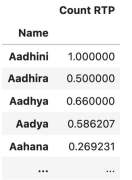 Count RTP
Name
Aadhini 1.000000
Aadhira 0.500000
Aadhya 0.660000
Aadya 0.586207
Aahana 0.269231
... ...